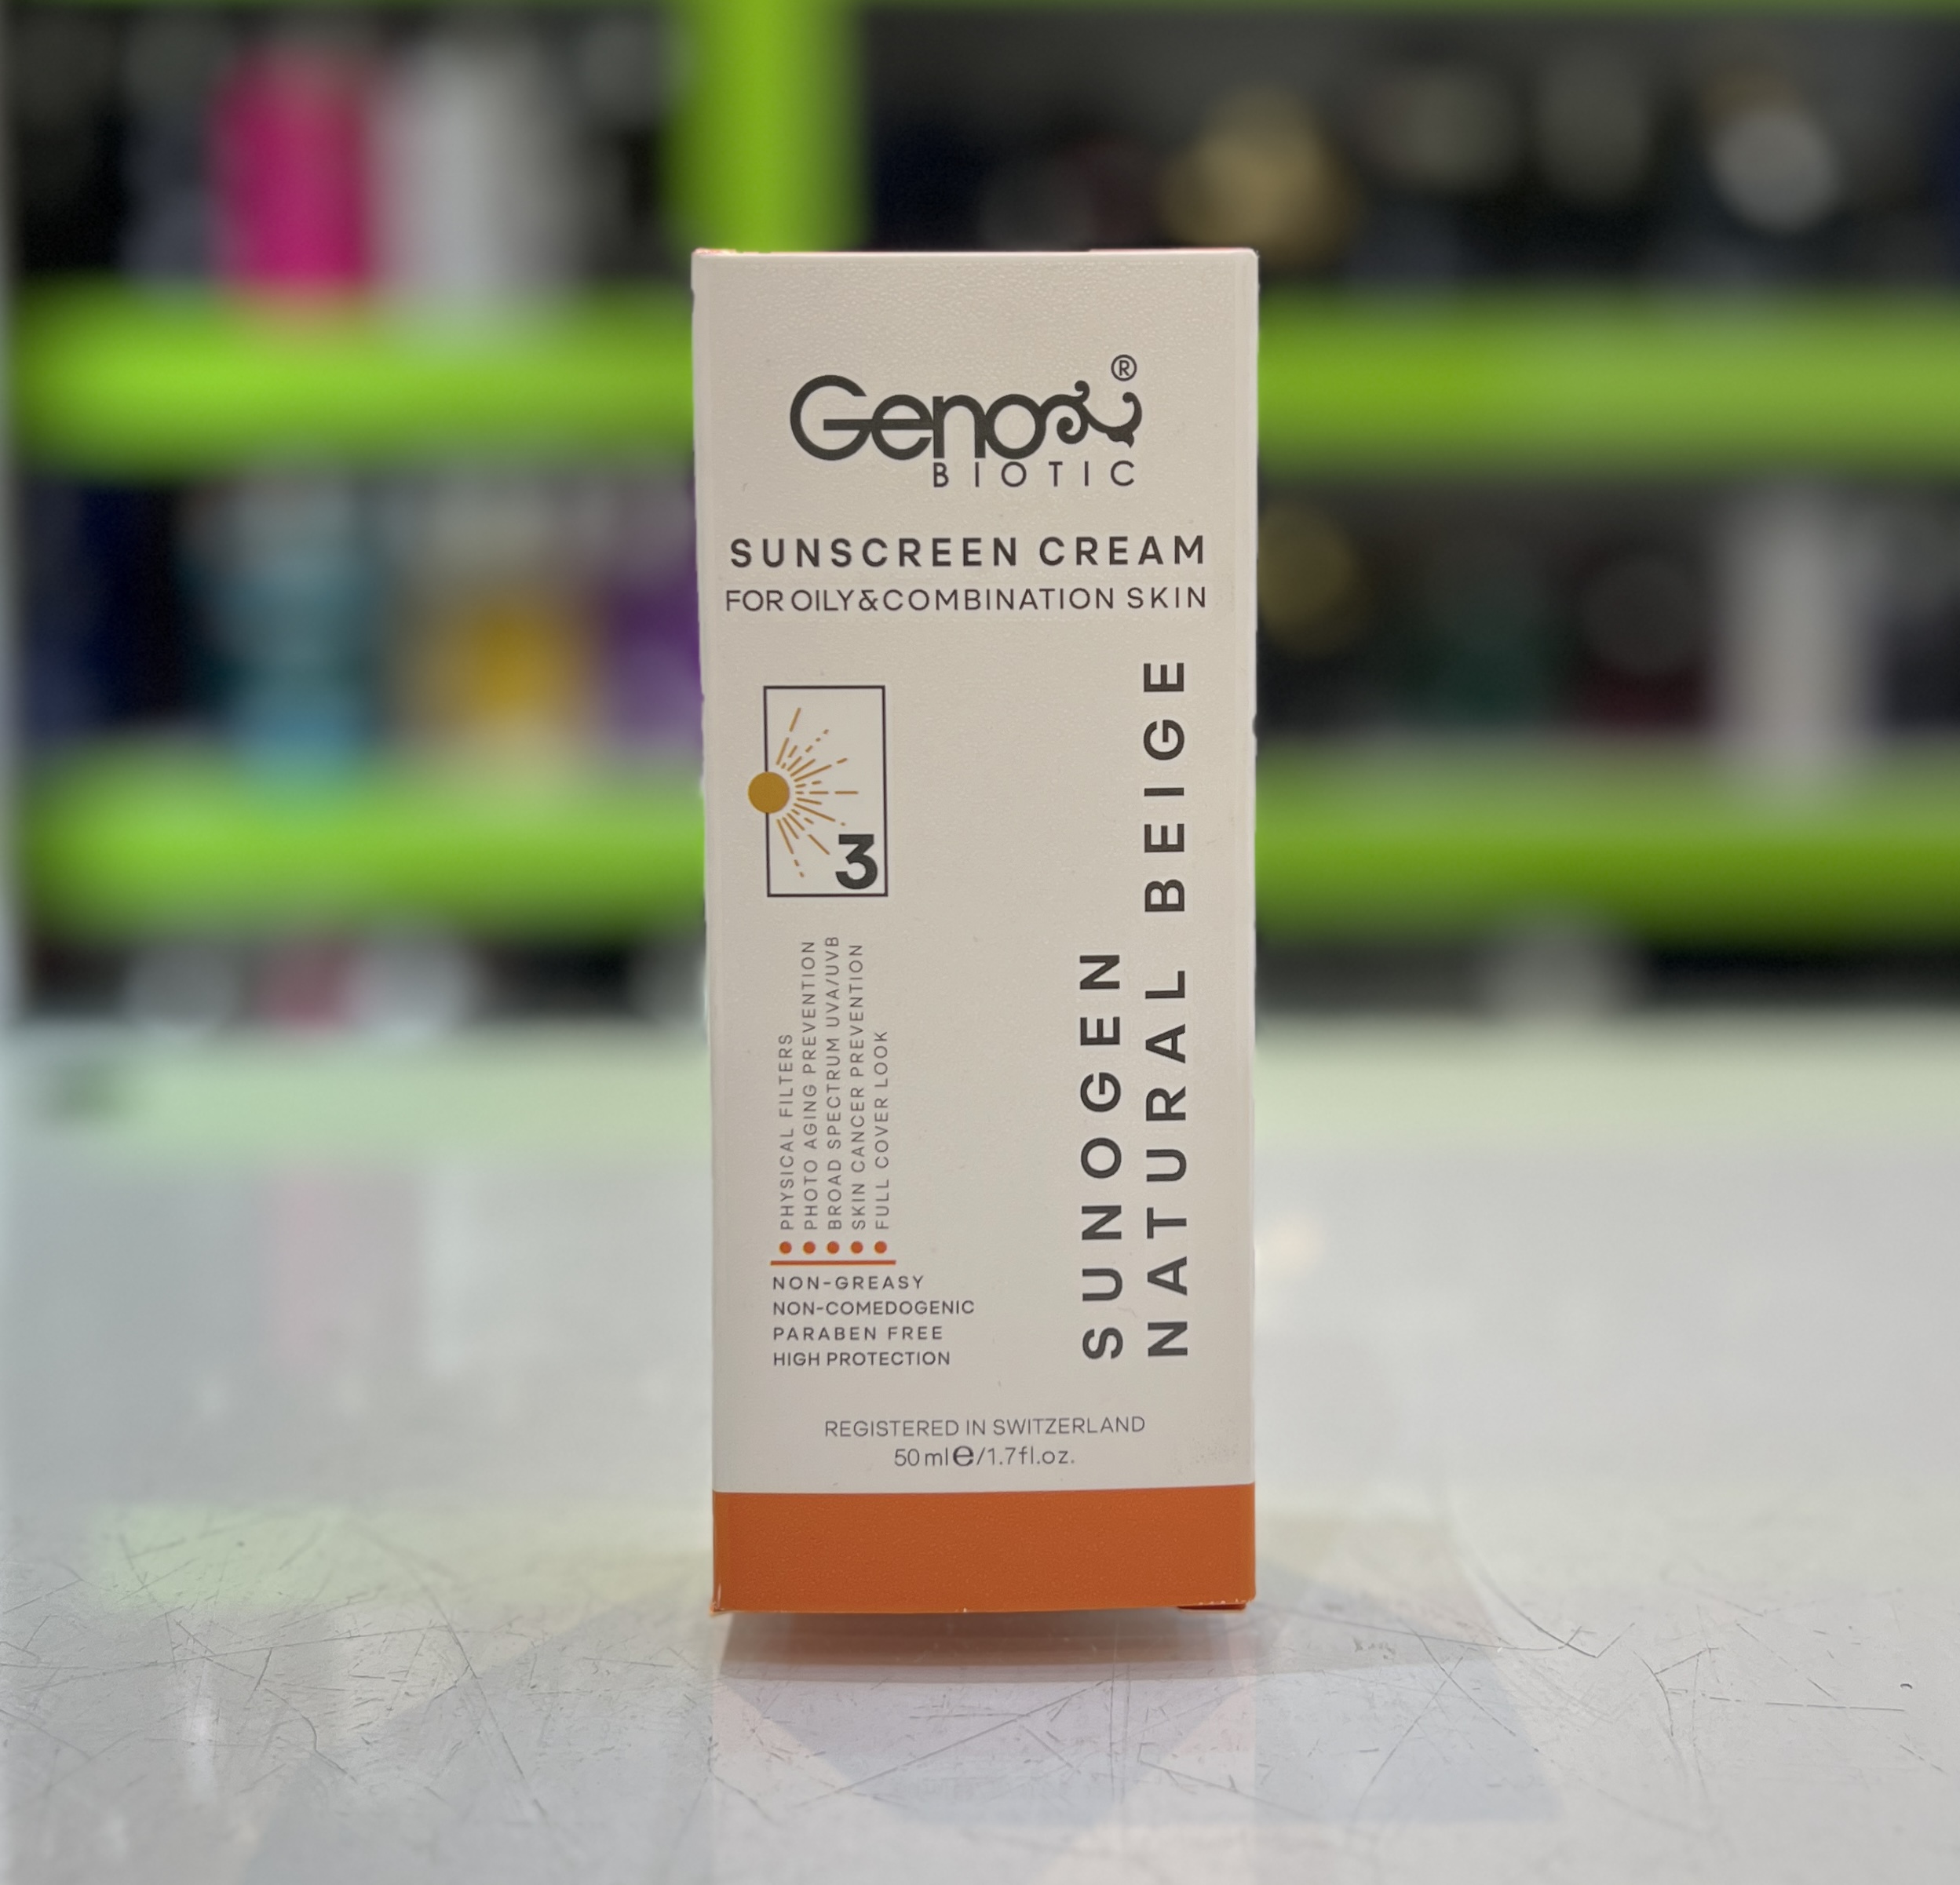 Geno
®
BIOTIC
SUNSCREEN CREAM
FOR OILY&COMBINATION SKIN
3
PHYSICAL FILTERS
PHOTO AGING PREVENTION
BROAD SPECTRUM UVA/UVB
SKIN CANCER PREVENTION
FULL COVER LOOK
SUNOGEN
NATURAL BEIGE
NON-GREASY
NON-COMEDOGENIC
PARABEN FREE
HIGH PROTECTION
REGISTERED IN SWITZERLAND
50 ml℮/1.7fl.oz.